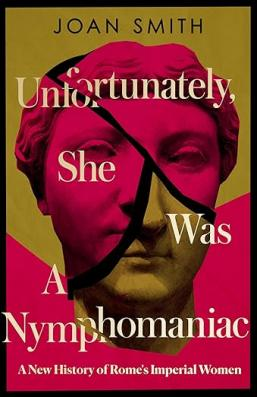 JOAN SMITH
Unfortunately,
She
Was
A
Nymphomaniac
A New History of Rome's Imperial Women